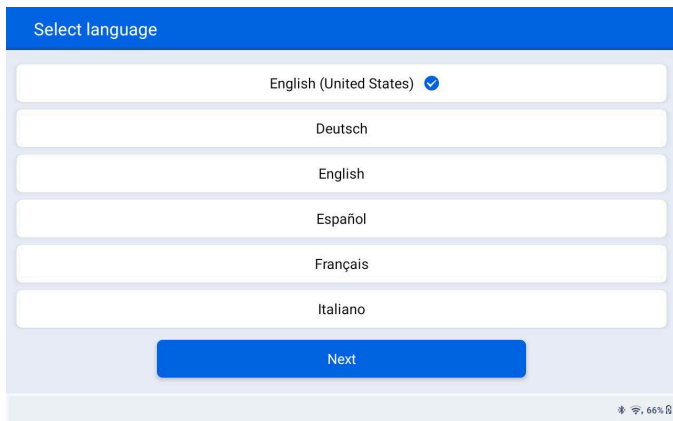 Select language
English (United States)
Deutsch
English
Español
Français
Italiano
Next
66%